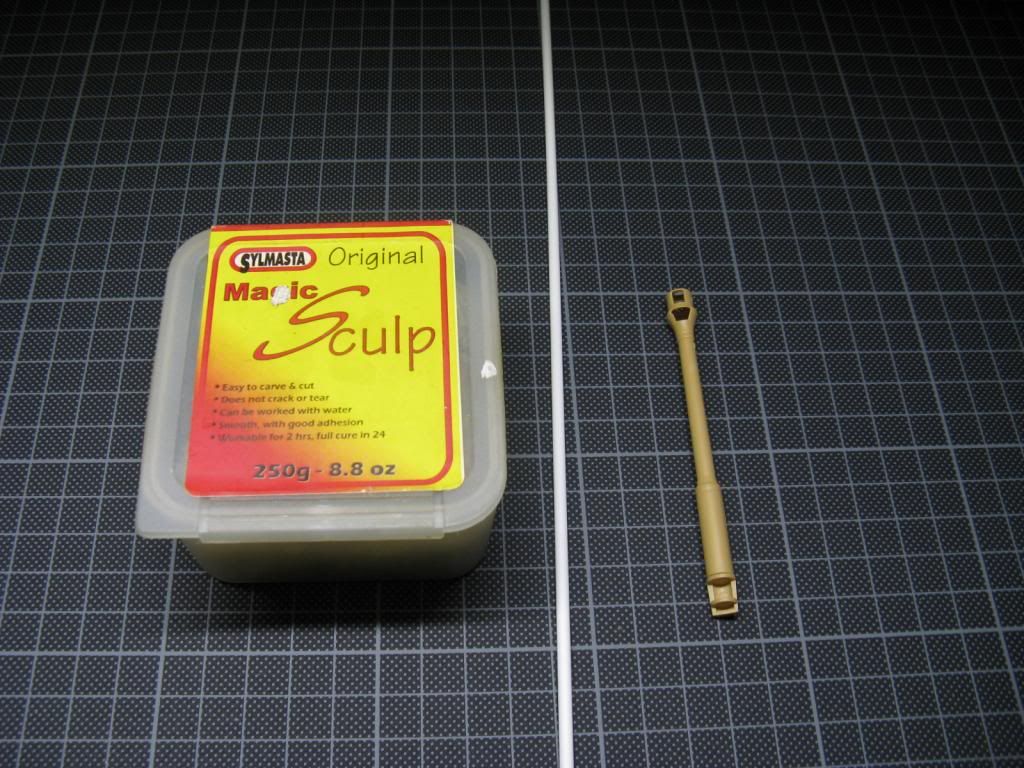 SYLMASTA Original
Magic
Sculp
* Easy to carve & cut
* Does not crack or tear
* Can be worked with water
* Smooth, with good adhesion
* Workable for 2 hrs, full cure in 24
250g - 8.8 oz